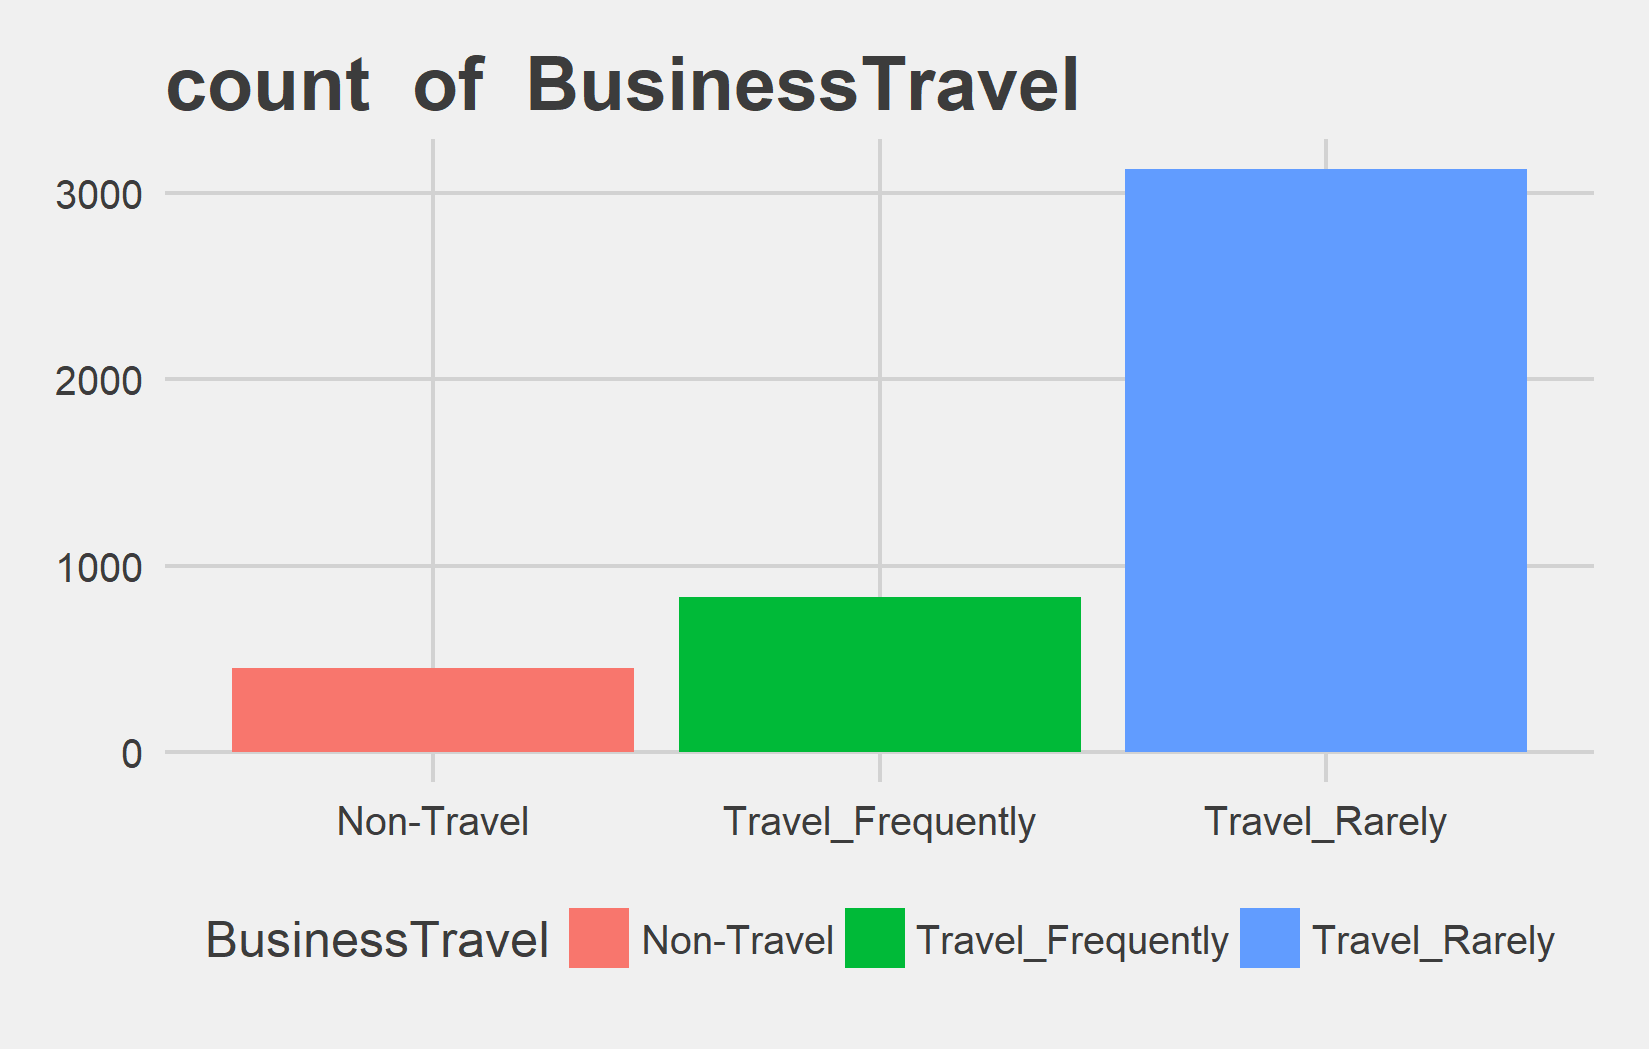 count of BusinessTravel
3000
2000
1000
0
Non-Travel Travel_Frequently Travel_Rarely
BusinessTravel Non-Travel Travel_Frequently Travel_Rarely